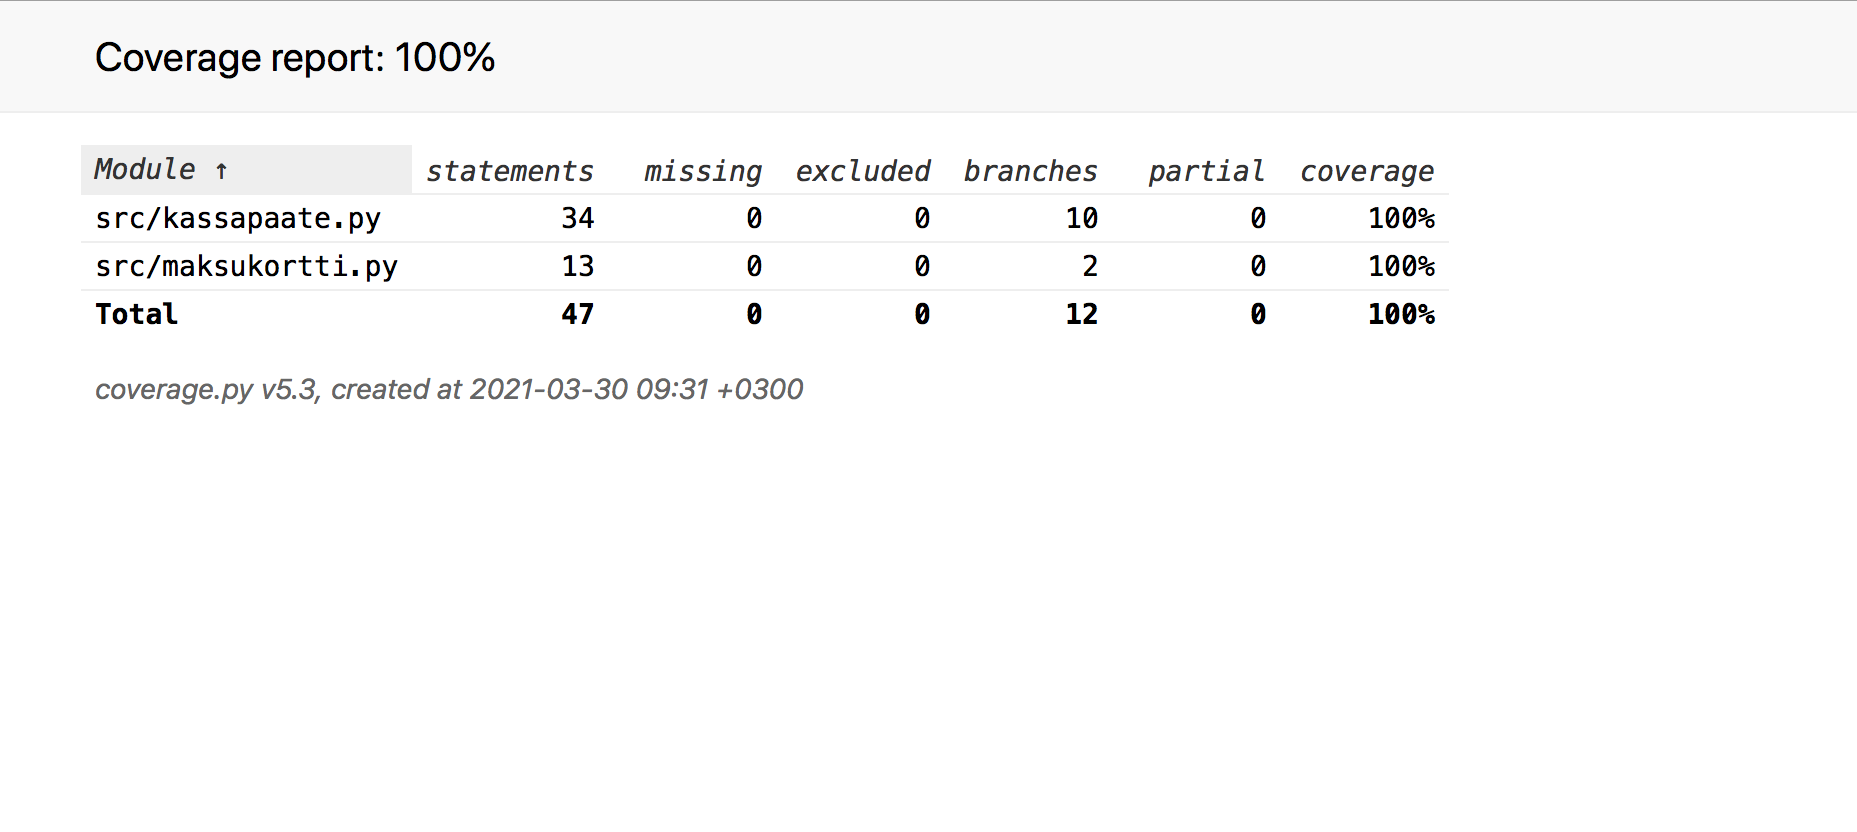 Coverage report: 100%
Module ↑ statements missing excluded branches partial coverage
src/kassapaate.py 34 0 0 10 0 100%
src/maksukortti.py 13 0 0 2 0 100%
Total 47 0 0 12 0 100%
coverage.py v5.3, created at 2021-03-30 09:31 +0300